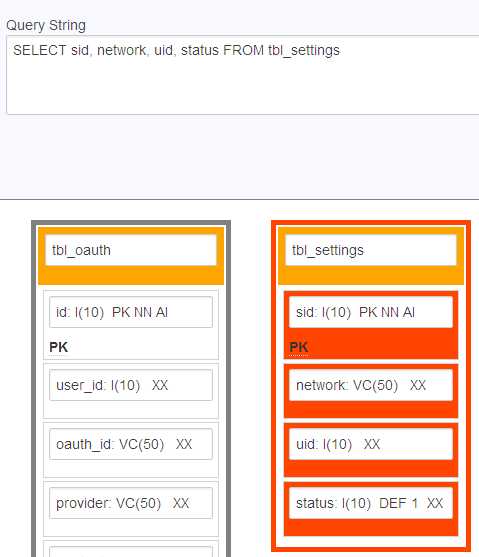 Query String
SELECT sid, network, uid, status FROM tbl_settings
tbl_oauth
id: I(10)  PK NN AI
PK
user_id: I(10)   XX
oauth_id: VC(50)   XX
provider: VC(50)   XX
tbl_settings
sid: I(10)  PK NN AI
PK
network: VC(50)   XX
uid: I(10)   XX
status: I(10)  DEF 1  XX